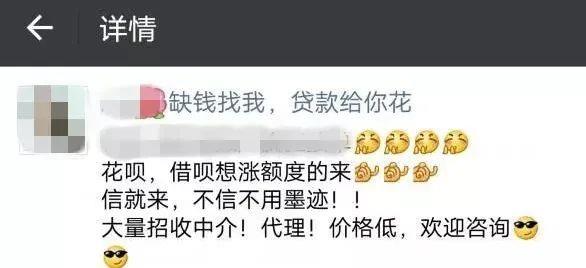 详情
缺钱找我，贷款给你花
花呗，借呗想涨额度的来
信就来，不信不用墨迹！！
大量招收中介！代理！价格低，欢迎咨询